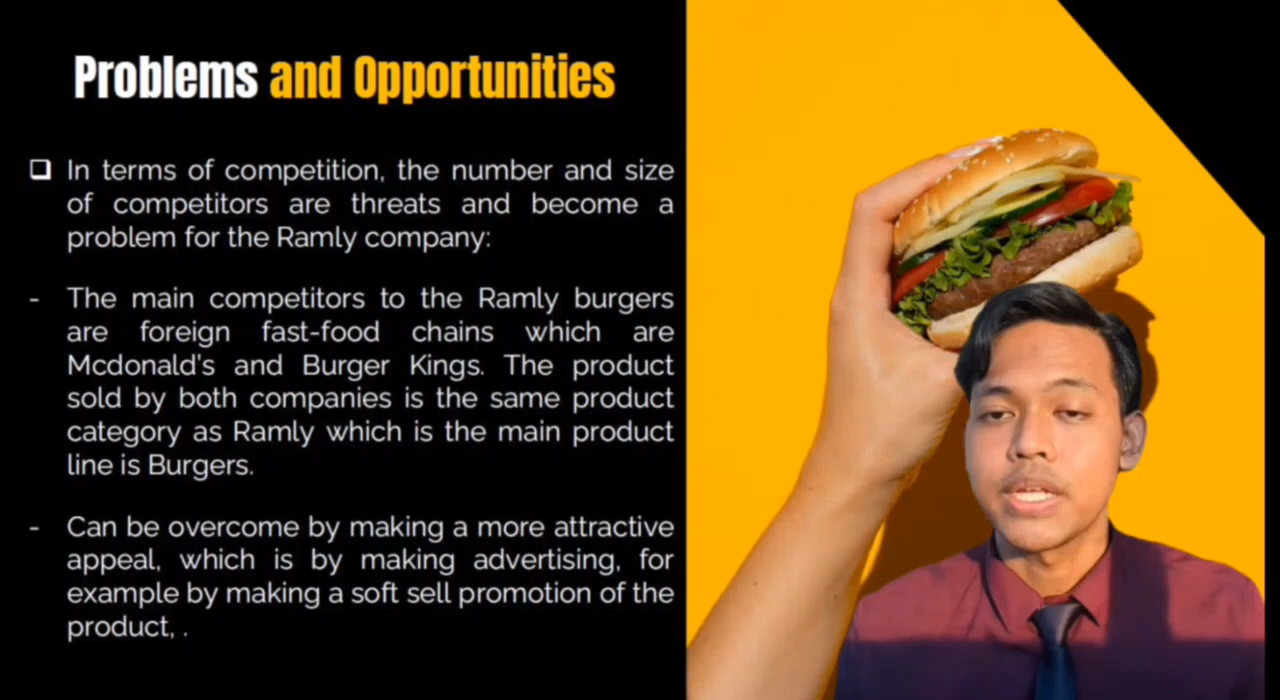 Problems and Opportunities
❑ In terms of competition, the number and size
of competitors are threats and become a
problem for the Ramly company:
- The main competitors to the Ramly burgers
are foreign fast-food chains which are
Mcdonald's and Burger Kings. The product
sold by both companies is the same product
category as Ramly which is the main product
line is Burgers.
- Can be overcome by making a more attractive
appeal, which is by making advertising, for
example by making a soft sell promotion of the
product, .